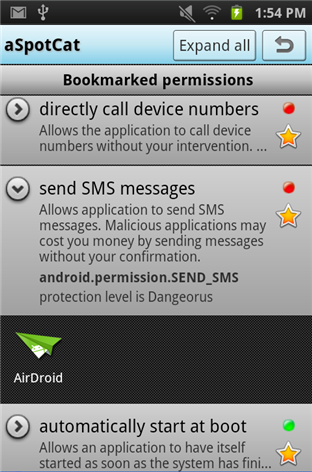 1:54 PM
aSpotCat
Expand all
Bookmarked permissions
directly call device numbers
Allows the application to call device
numbers without your intervention. ...
send SMS messages
Allows application to send SMS
messages. Malicious applications may
cost you money by sending messages
without your confirmation.
android.permission.SEND_SMS
protection level is Dangeorus
AirDroid
automatically start at boot
Allows an application to have itself
started as soon as the system has fini...